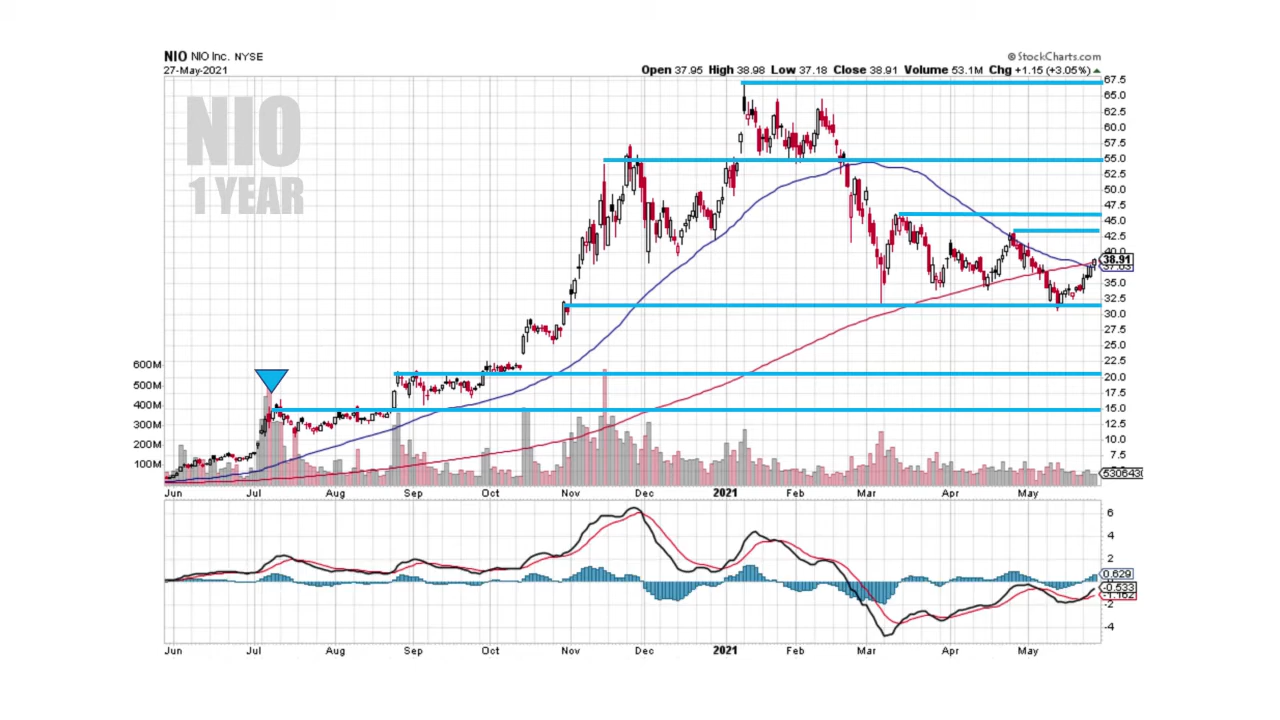 NIO NIO Inc. NYSE
© StockCharts.com
27-May-2021
Open 37.95 High 38.98 Low 37.18 Close 38.91 Volume 53.1M Chg +1.15 (+3.05%)
NIO
1 YEAR
67.5
65.0
62.5
60.0
57.5
55.0
52.5
50.0
47.5
45.0
42.5
40.0
38.91
37.63
35.0
32.5
30.0
27.5
25.0
22.5
20.0
17.5
15.0
12.5
10.0
7.5
600M
500M
400M
300M
200M
100M
Jun Jul Aug Sep Oct Nov Dec 2021 Feb Mar Apr May
6
4
2
0.629
-0.533
-1.162
-2
-4
Jun Jul Aug Sep Oct Nov Dec 2021 Feb Mar Apr May